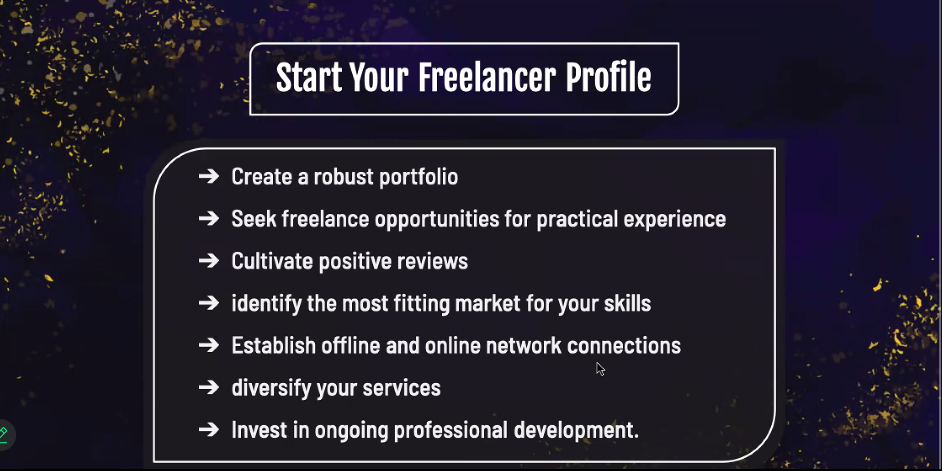 Start Your Freelancer Profile
➔ Create a robust portfolio
➔ Seek freelance opportunities for practical experience
➔ Cultivate positive reviews
➔ identify the most fitting market for your skills
➔ Establish offline and online network connections
➔ diversify your services
➔ Invest in ongoing professional development.